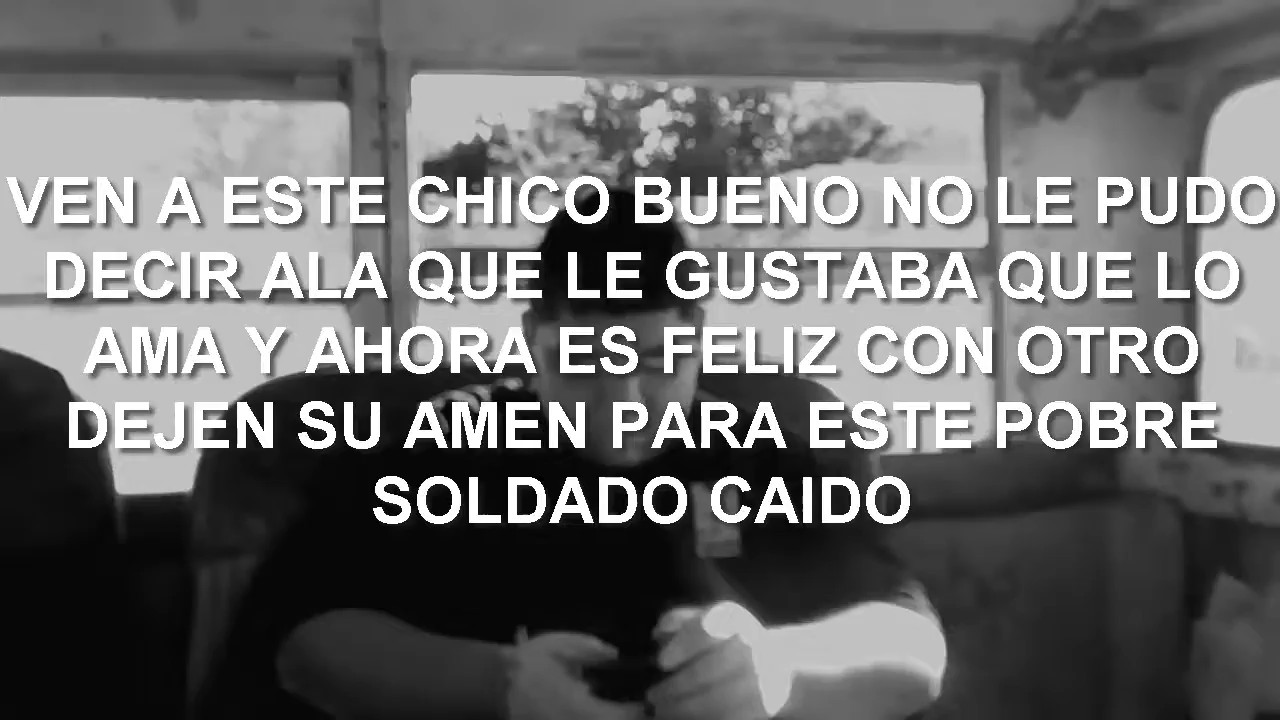 VEN A ESTE CHICO BUENO NO LE PUDO
DECIR ALA QUE LE GUSTABA QUE LO
AMA Y AHORA ES FELIZ CON OTRO
DEJEN SU AMEN PARA ESTE POBRE
SOLDADO CAIDO